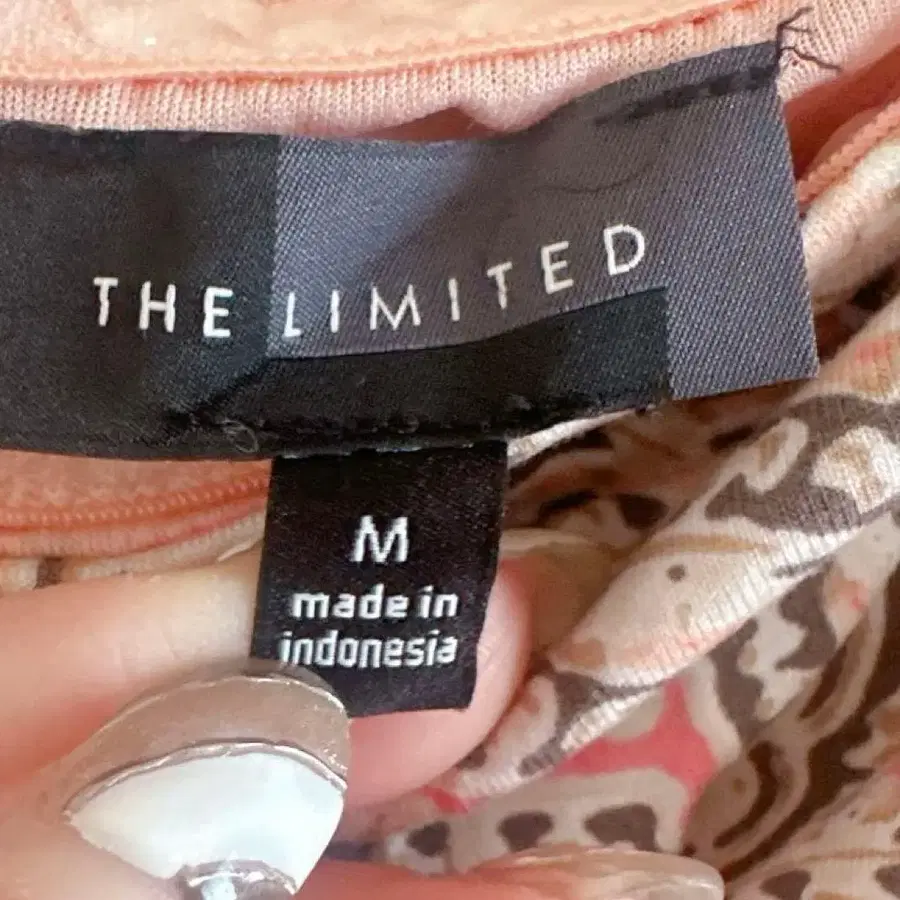 THE LIMITED
M
made in
indonesia